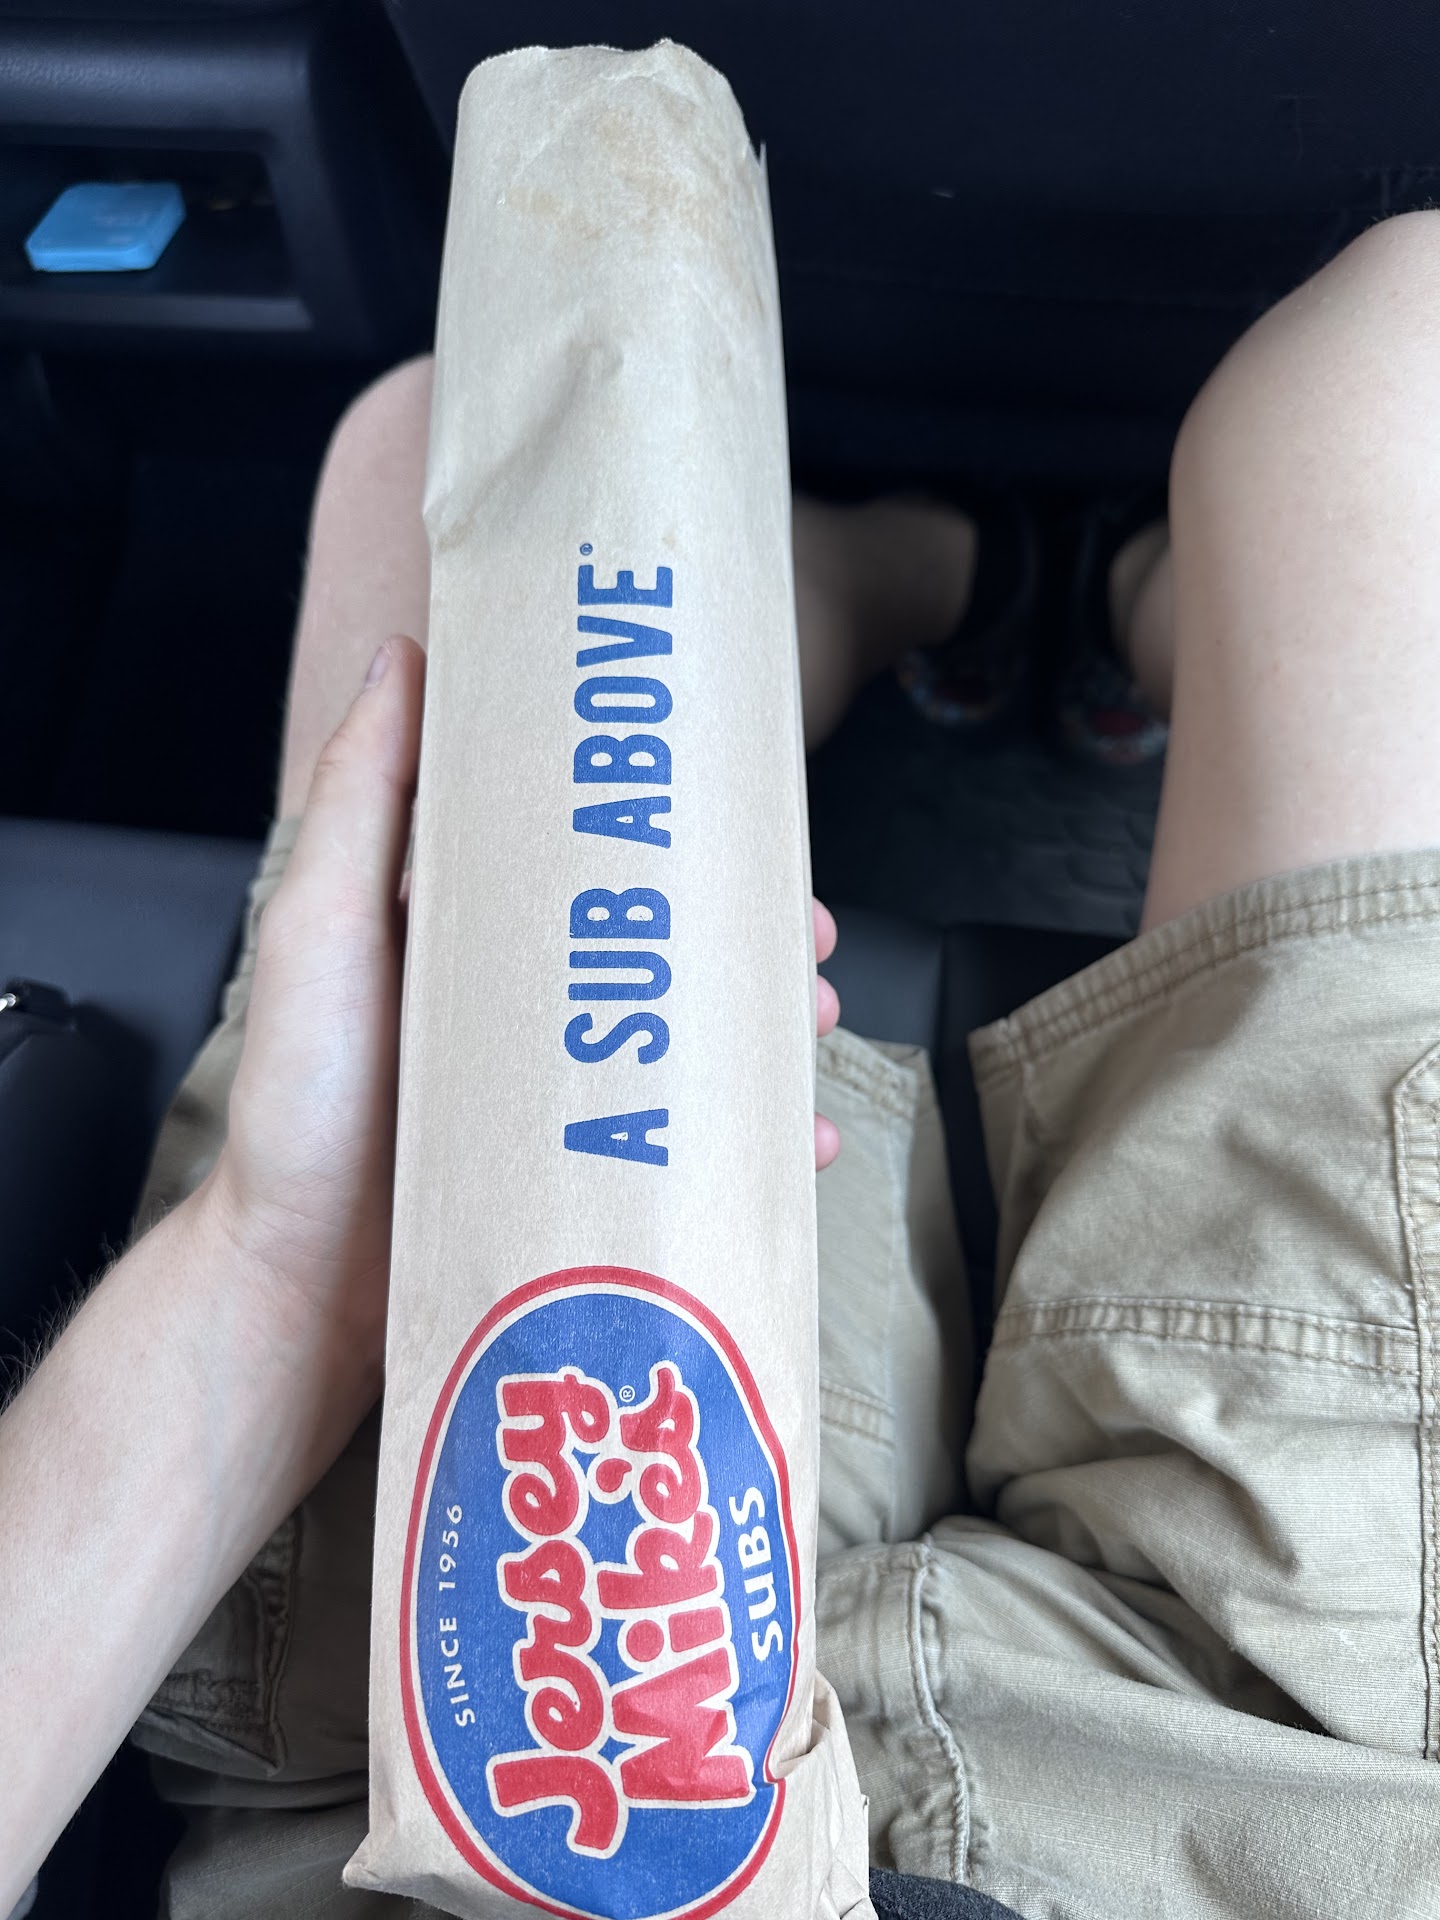 A SUB ABOVE®
SINCE 1956
Jersey
Mike's®
SUBS